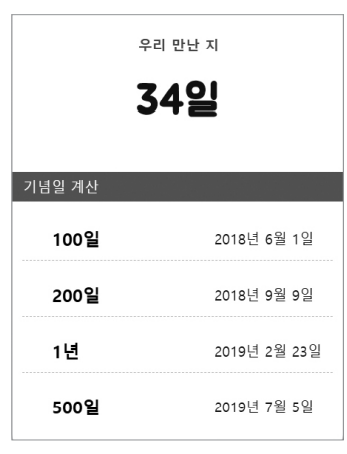 우리 만난 지
34일
기념일 계산
100일 2018년 6월 1일
200일 2018년 9월 9일
1년 2019년 2월 23일
500일 2019년 7월 5일